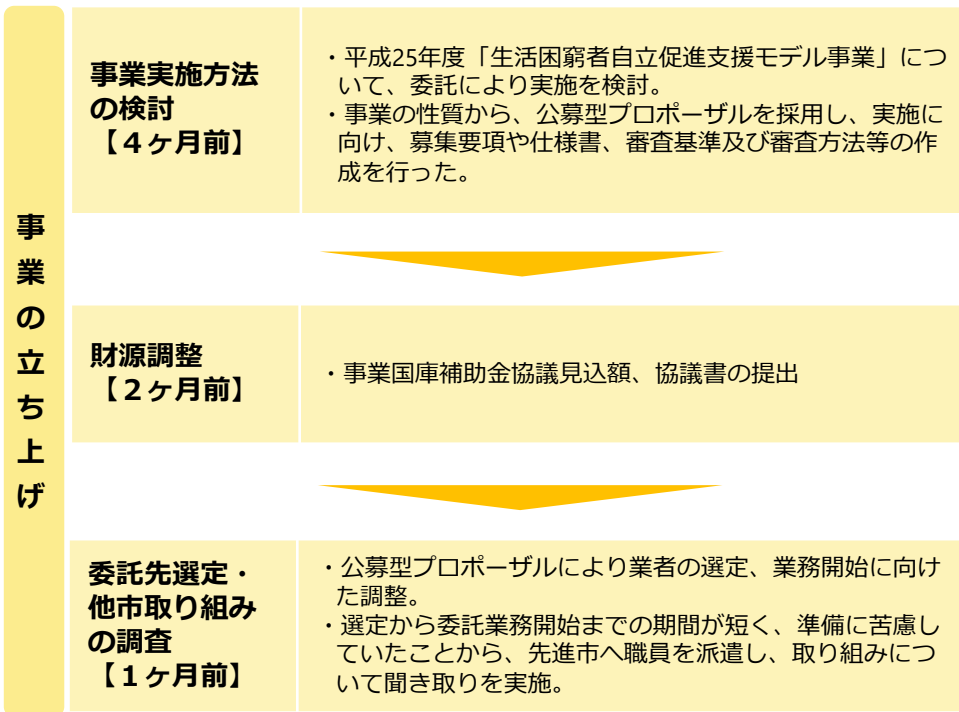 事業の立ち上げ
事業実施方法
の検討
【４ヶ月前】
・平成25年度「生活困窮者自立促進支援モデル事業」につ
いて、委託により実施を検討。
・事業の性質から、公募型プロポーザルを採用し、実施に
向け、募集要項や仕様書、審査基準及び審査方法等の作
成を行った。
財源調整
【２ヶ月前】
・事業国庫補助金協議見込額、協議書の提出
委託先選定・
他市取り組み
の調査
【１ヶ月前】
・公募型プロポーザルにより業者の選定、業務開始に向け
た調整。
・選定から委託業務開始までの期間が短く、準備に苦慮し
ていたことから、先進市へ職員を派遣し、取り組みにつ
いて聞き取りを実施。